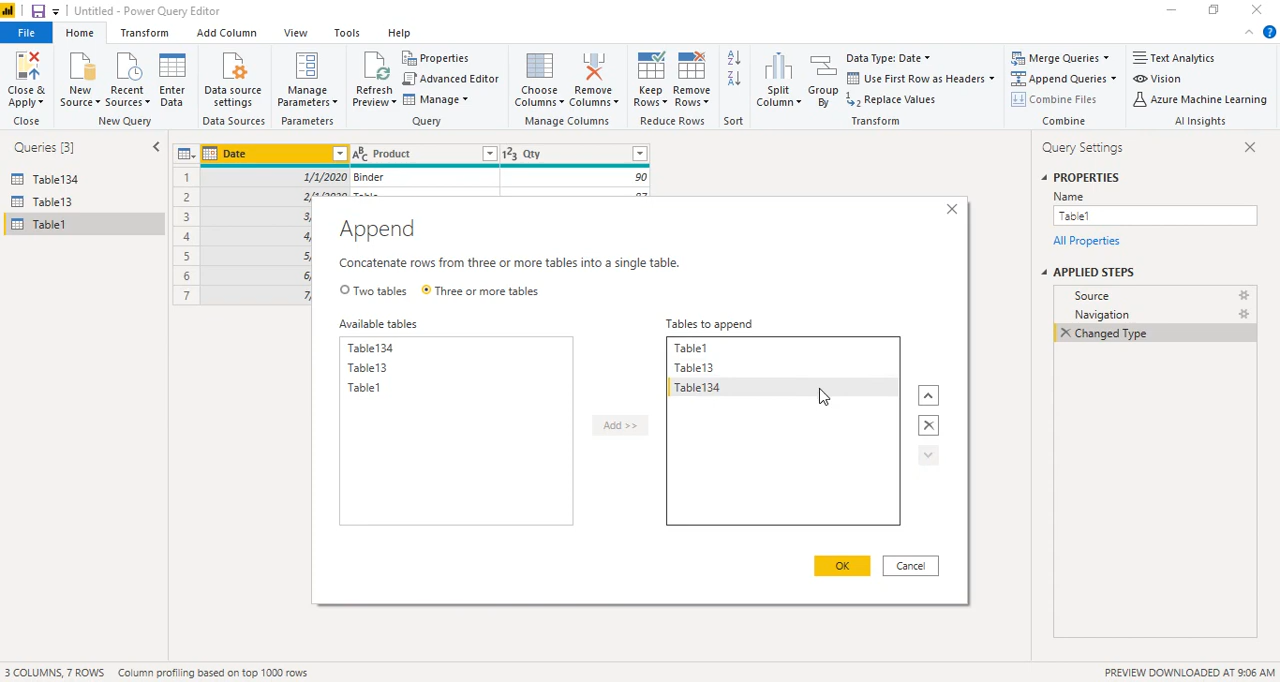 Untitled - Power Query Editor
File Home Transform Add Column View Tools Help
Close & Apply
New Source
Recent Sources
Enter Data
Data source settings
Manage Parameters
Refresh Preview
Properties
Advanced Editor
Manage
Choose Columns
Remove Columns
Keep Rows
Remove Rows
Split Column
Group By
Data Type: Date
Use First Row as Headers
Replace Values
Merge Queries
Append Queries
Combine Files
Text Analytics
Vision
Azure Machine Learning
Close New Query Data Sources Parameters Query Manage Columns Reduce Rows Sort Transform Combine AI Insights
Queries [3]
Table134
Table13
Table1
Date Product Qty
1 1/1/2020 Binder 90
2
3 3/
4 4/
5 5/
6 6/
7 7/
Append
Concatenate rows from three or more tables into a single table.
Two tables Three or more tables
Available tables
Table134
Table13
Table1
Add >>
Tables to append
Table1
Table13
Table134
OK Cancel
Query Settings
PROPERTIES
Name
Table1
All Properties
APPLIED STEPS
Source
Navigation
Changed Type
3 COLUMNS, 7 ROWS Column profiling based on top 1000 rows
PREVIEW DOWNLOADED AT 9:06 AM